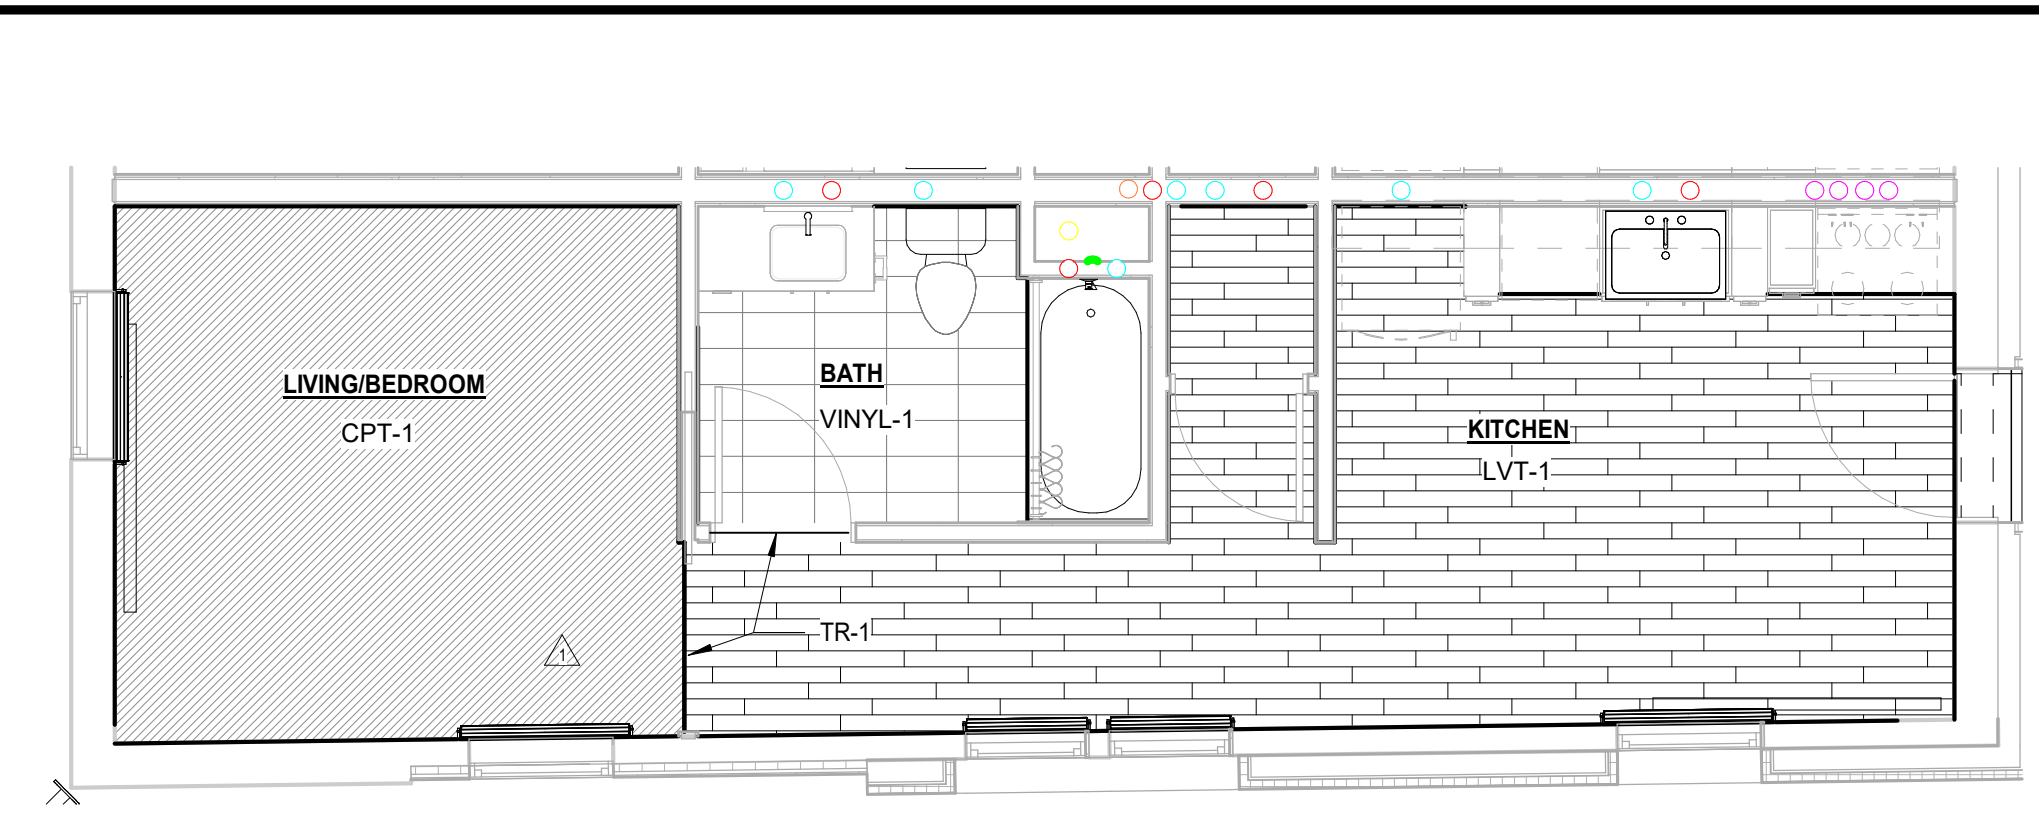 LIVING/BEDROOM
CPT-1
BATH
VINYL-1
KITCHEN
LVT-1
TR-1
1